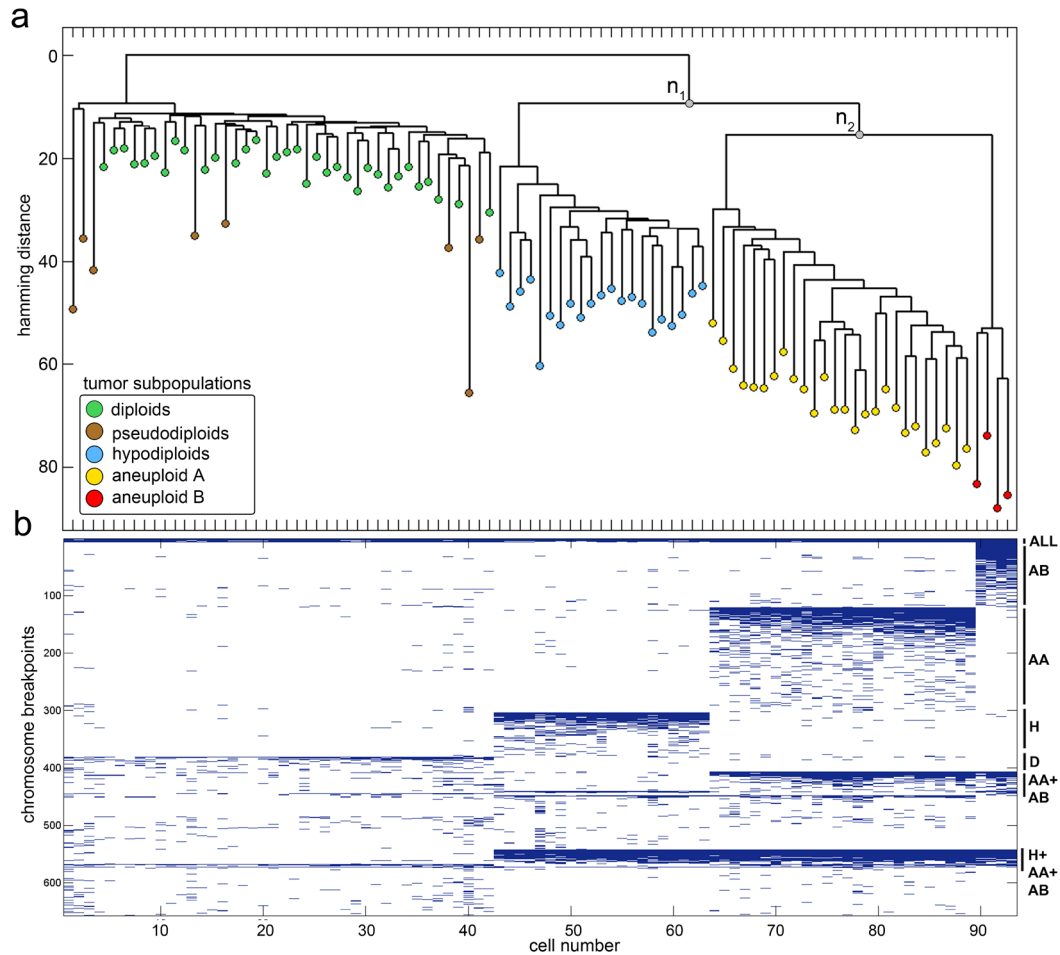 a
0
20
40
60
80
hamming distance
n1
n2
tumor subpopulations
diploids
pseudodiploids
hypodiploids
aneuploid A
aneuploid B
b
100
200
300
400
500
600
chromosome breakpoints
ALL
AB
AA
H
D
AA+
AB
H+
AA+
AB
10 20 30 40 50 60 70 80 90
cell number